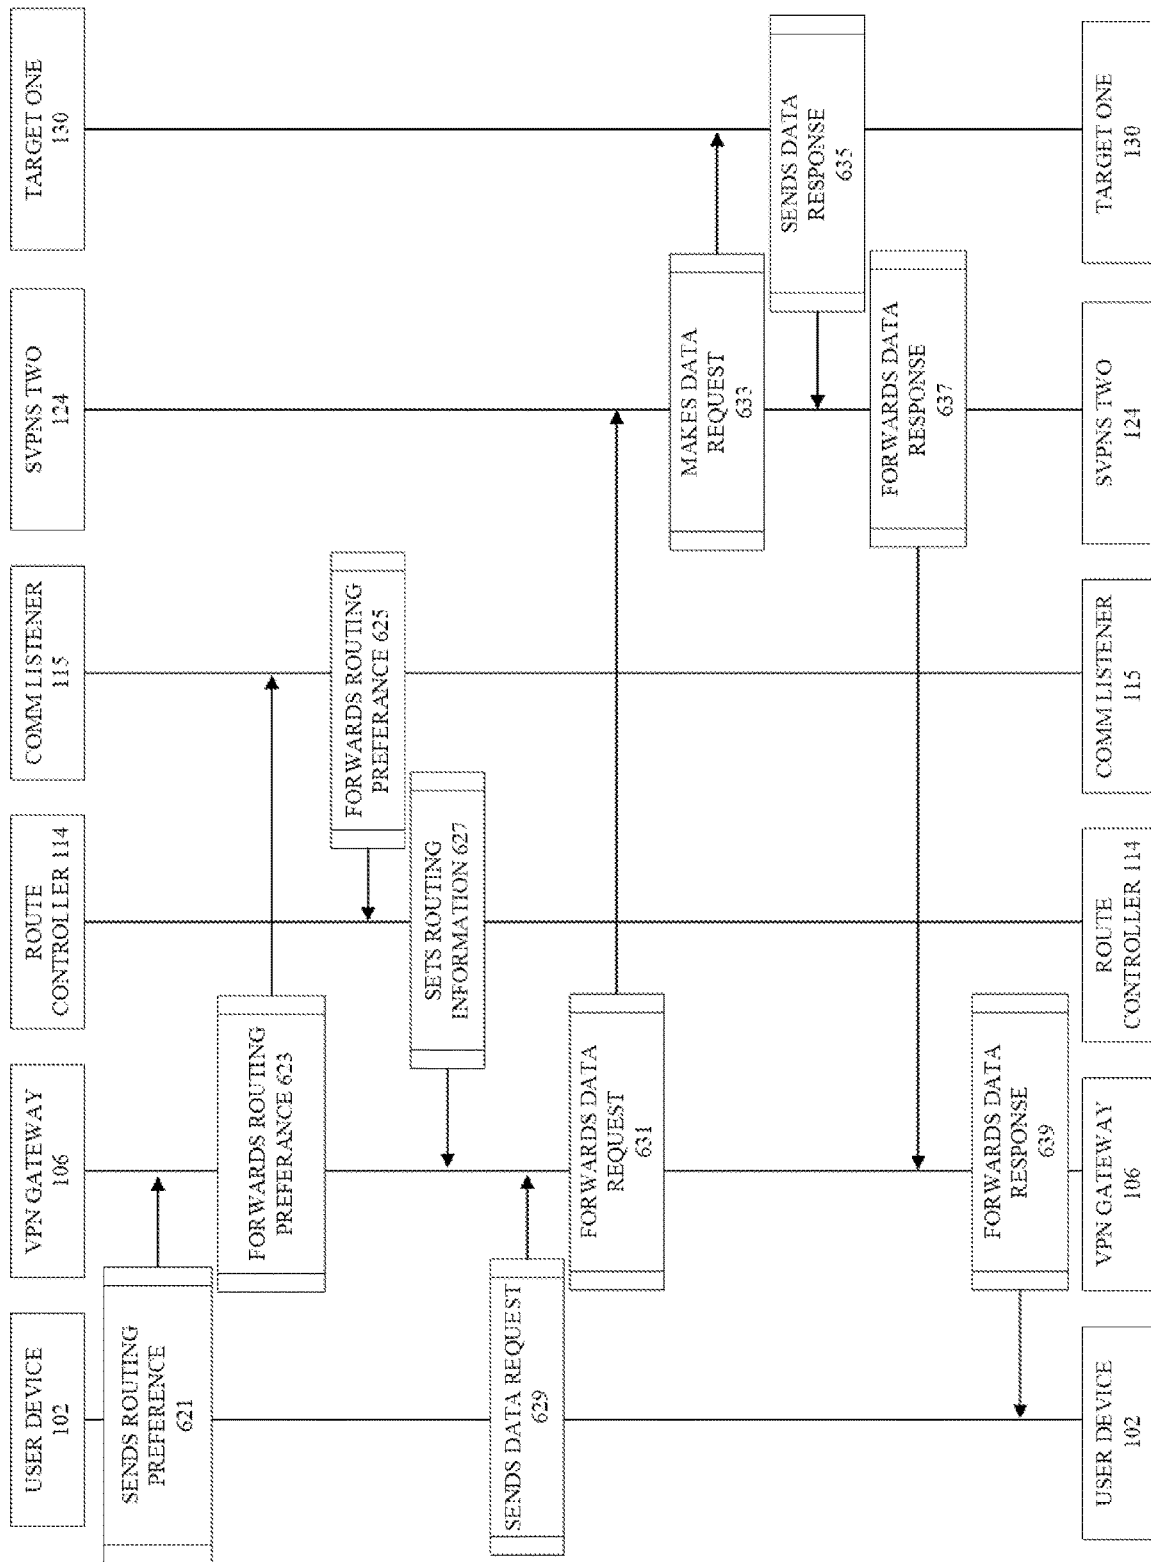 USER DEVICE
102
VPN GATEWAY
106
ROUTE
CONTROLLER 114
COMM LISTENER
115
SVPNS TWO
124
TARGET ONE
130
SENDS ROUTING
PREFERENCE
621
FORWARDS ROUTING
PREFERANCE 623
FORWARDS ROUTING
PREFERANCE 625
SETS ROUTING
INFORMATION 627
SENDS DATA REQUEST
629
FORWARDS DATA
REQUEST
631
MAKES DATA
REQUEST
633
SENDS DATA
RESPONSE
635
FORWARDS DATA
RESPONSE
637
FORWARDS DATA
RESPONSE
639
USER DEVICE
102
VPN GATEWAY
106
ROUTE
CONTROLLER 114
COMM LISTENER
115
SVPNS TWO
124
TARGET ONE
130